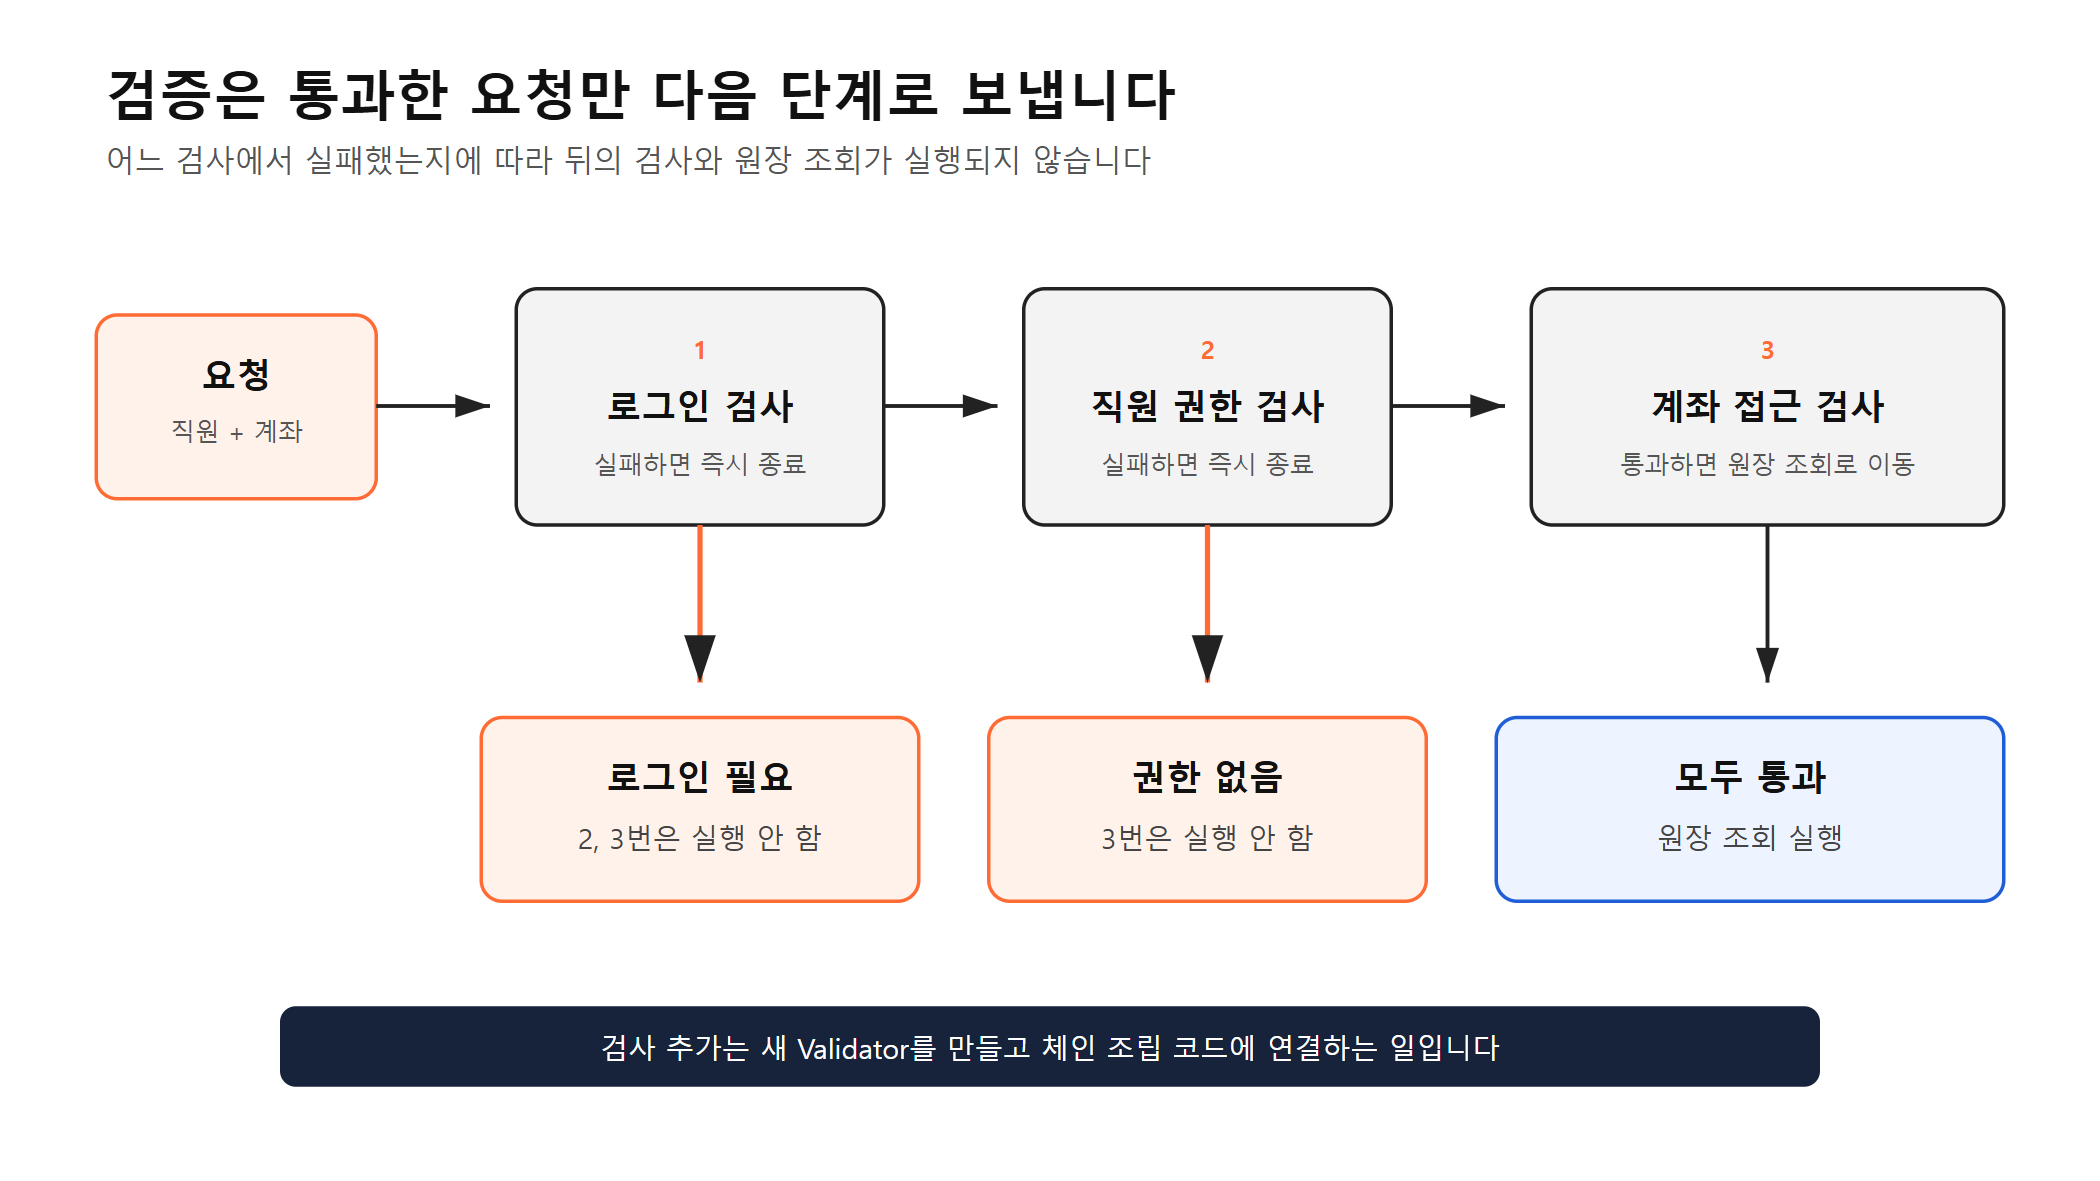 검증은 통과한 요청만 다음 단계로 보냅니다
어느 검사에서 실패했는지에 따라 뒤의 검사와 원장 조회가 실행되지 않습니다
요청
직원 + 계좌
1
로그인 검사
실패하면 즉시 종료
2
직원 권한 검사
실패하면 즉시 종료
3
계좌 접근 검사
통과하면 원장 조회로 이동
로그인 필요
2, 3번은 실행 안 함
권한 없음
3번은 실행 안 함
모두 통과
원장 조회 실행
검사 추가는 새 Validator를 만들고 체인 조립 코드에 연결하는 일입니다